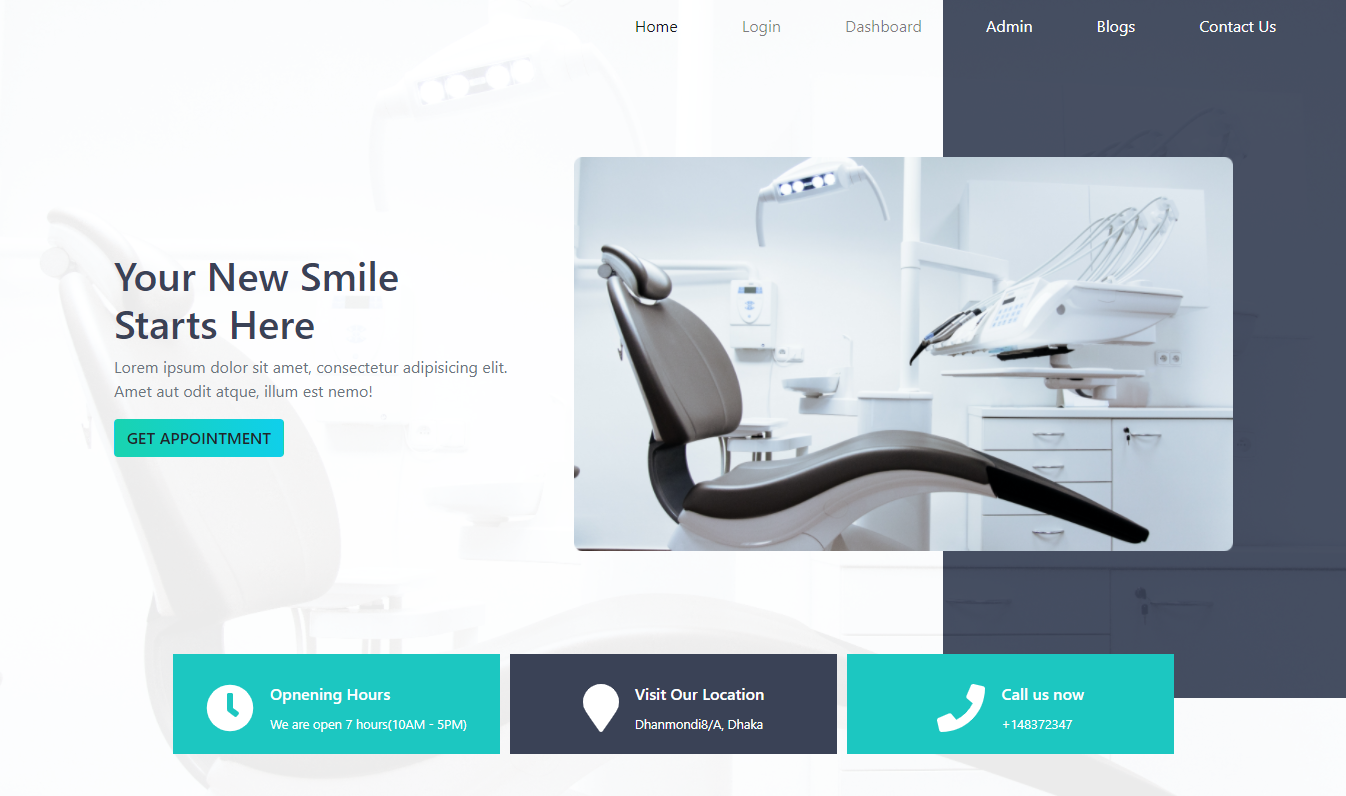 Home Login Dashboard Admin Blogs Contact Us
Your New Smile
Starts Here
Lorem ipsum dolor sit amet, consectetur adipisicing elit.
Amet aut odit atque, illum est nemo!
GET APPOINTMENT
Opnening Hours
We are open 7 hours(10AM - 5PM)
Visit Our Location
Dhanmondi8/A, Dhaka
Call us now
+148372347